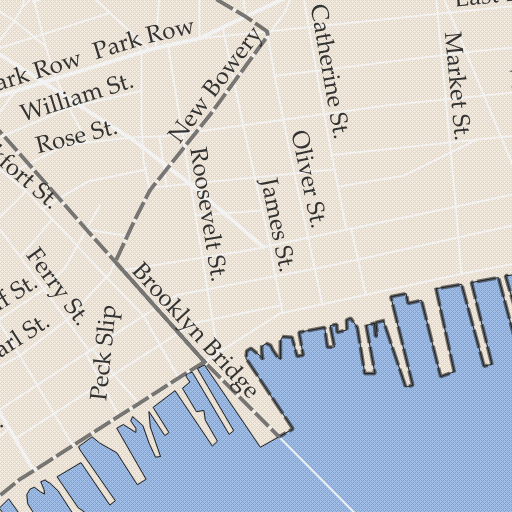 Park Row
Park Row
William St.
Rose St.
New Bowery
Catherine St.
Market St.
Oliver St.
James St.
Roosevelt St.
Ferry St.
Peck Slip
Brooklyn Bridge